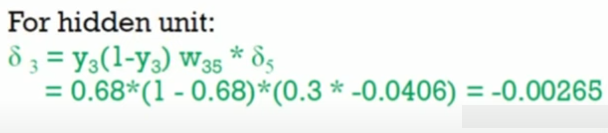 For hidden unit:
δ 3 = y3(1-y3) w35 * δ5
= 0.68*(1 - 0.68)*(0.3 * -0.0406) = -0.00265